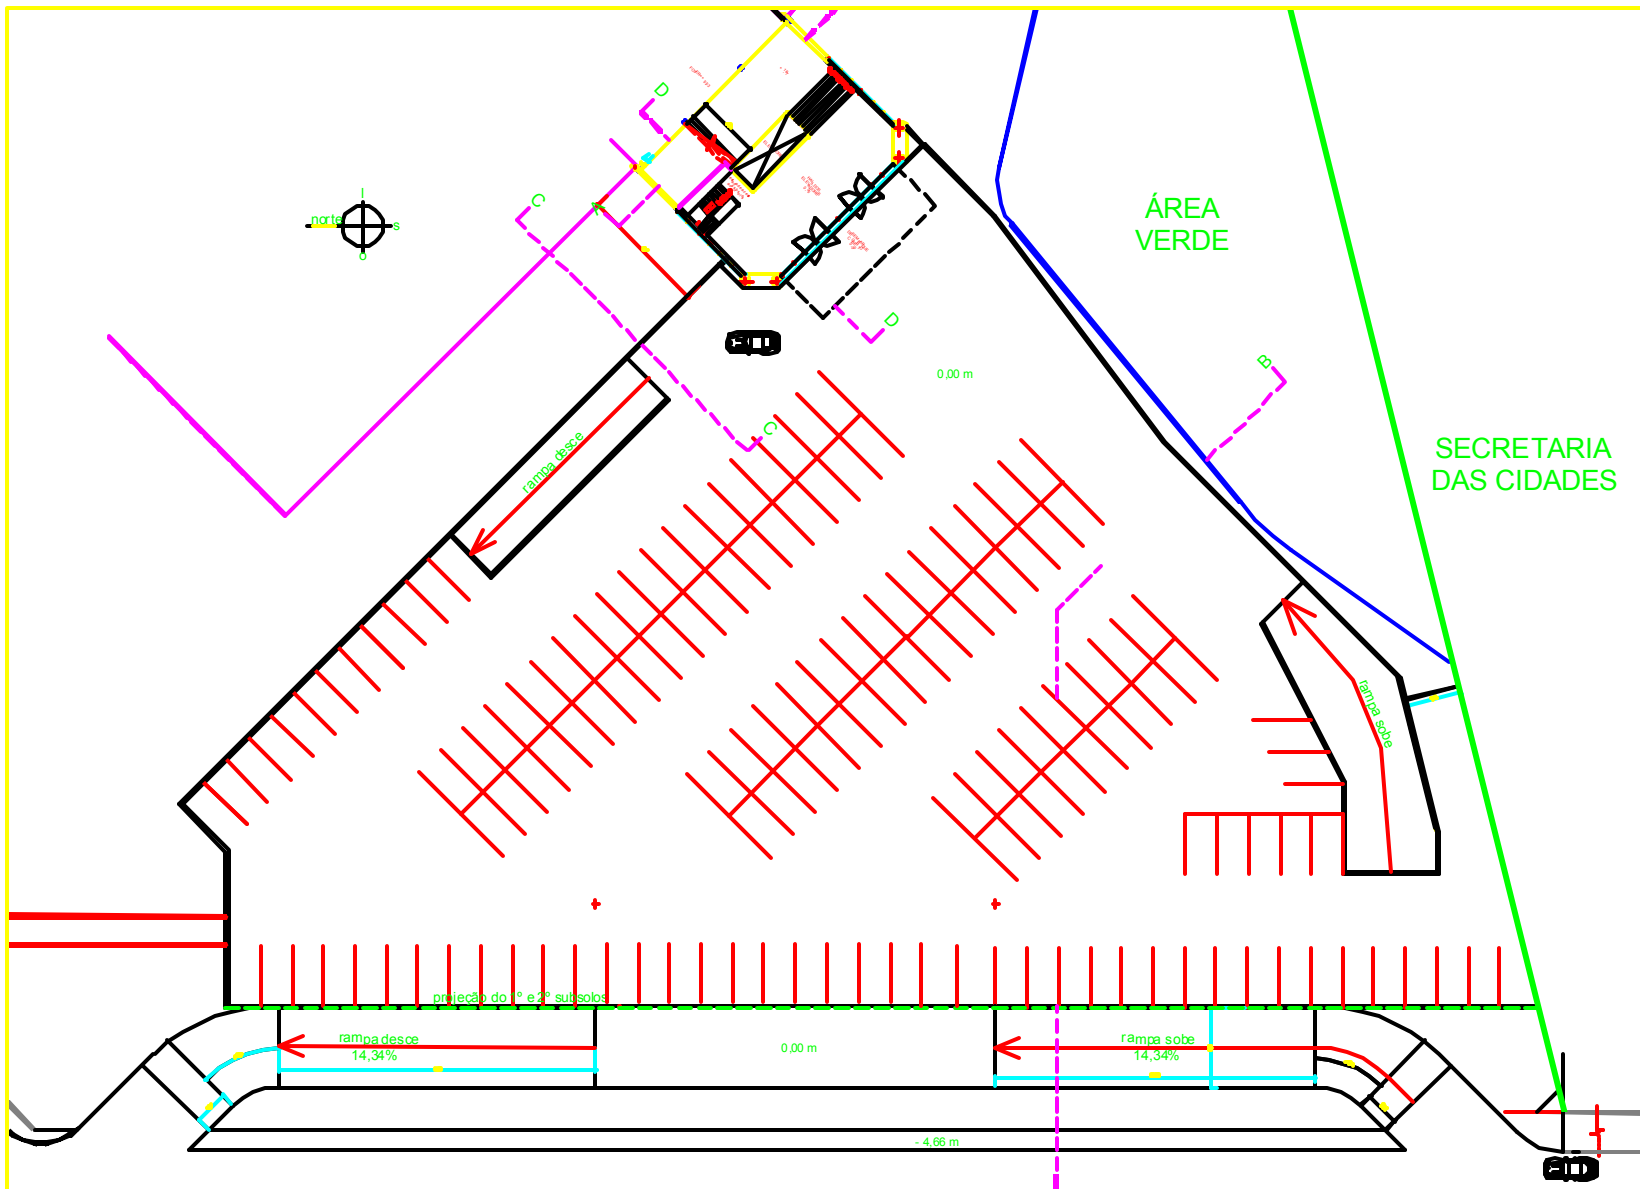 D
C
A
ÁREA
VERDE
l
norte
s
o
D
0,00 m
B
C
rampa desce
SECRETARIA
DAS CIDADES
rampa sobe
projeção do 1º e 2º subsolos
rampa desce
14,34%
0,00 m
rampa sobe
14,34%
- 4,66 m